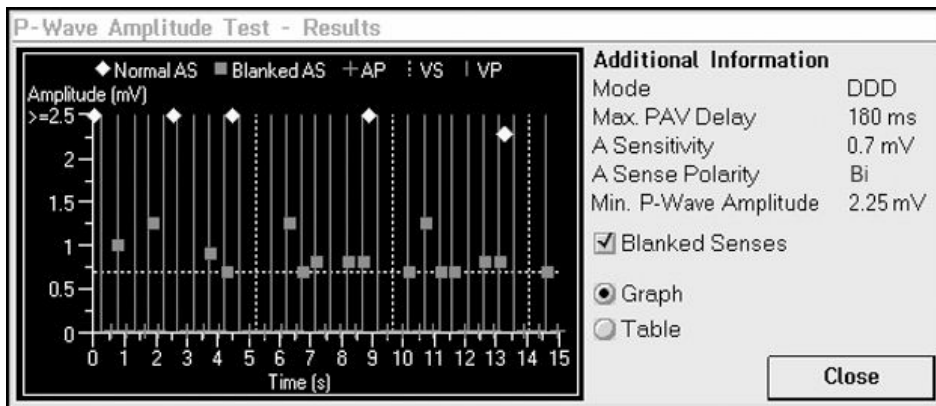 P-Wave Amplitude Test - Results
Normal AS Blanked AS AP VS VP
Amplitude (mV)
>=2.5
2
1.5
1
0.5
0
0 1 2 3 4 5 6 7 8 9 10 11 12 13 14 15
Time (s)
Additional Information
Mode DDD
Max. PAV Delay 180 ms
A Sensitivity 0.7 mV
A Sense Polarity Bi
Min. P-Wave Amplitude 2.25 mV
Blanked Senses
Graph
Table
Close